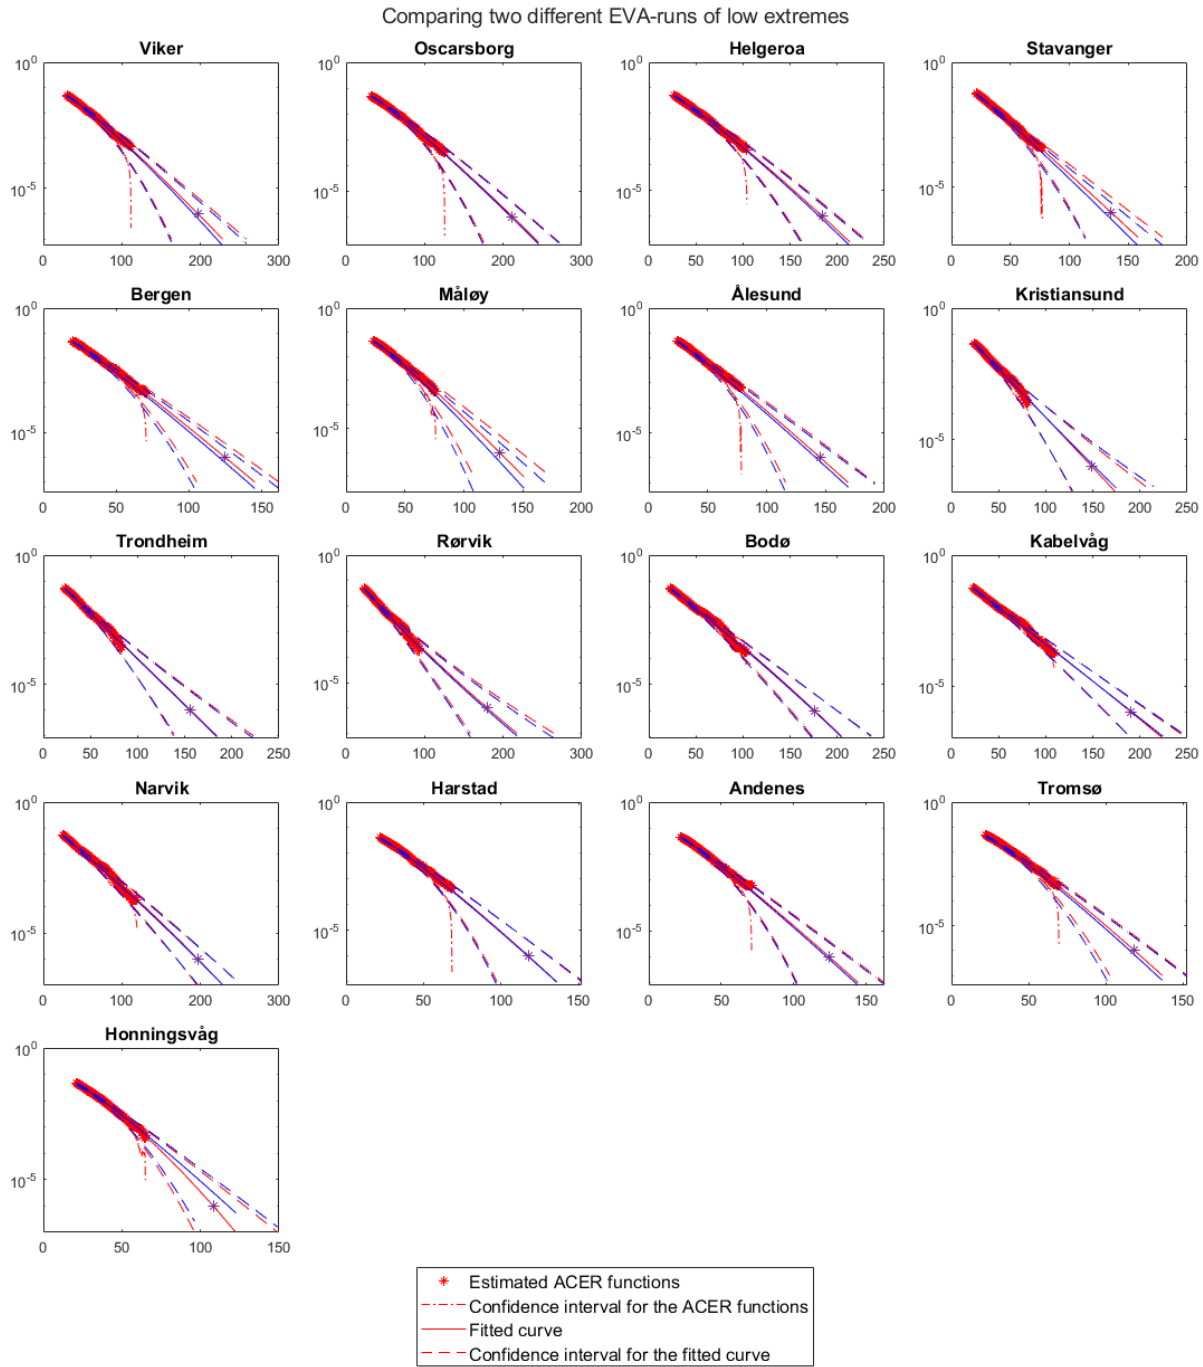 Comparing two different EVA-runs of low extremes
Viker
Oscarsborg
Helgeroa
Stavanger
10^0
10^0
10^0
10^0
10^-5
10^-5
10^-5
10^-5
0 100 200 300
0 100 200 300
0 50 100 150 200 250
0 50 100 150 200
Bergen
Måløy
Ålesund
Kristiansund
10^0
10^0
10^0
10^0
10^-5
10^-5
10^-5
10^-5
0 50 100 150
0 50 100 150 200
0 50 100 150 200
0 50 100 150 200 250
Trondheim
Rørvik
Bodø
Kabelvåg
10^0
10^0
10^0
10^0
10^-5
10^-5
10^-5
10^-5
0 50 100 150 200 250
0 100 200 300
0 50 100 150 200 250
0 50 100 150 200 250
Narvik
Harstad
Andenes
Tromsø
10^0
10^0
10^0
10^0
10^-5
10^-5
10^-5
10^-5
0 100 200 300
0 50 100 150
0 50 100 150
0 50 100 150
Honningsvåg
10^0
10^-5
0 50 100 150
Estimated ACER functions
Confidence interval for the ACER functions
Fitted curve
Confidence interval for the fitted curve